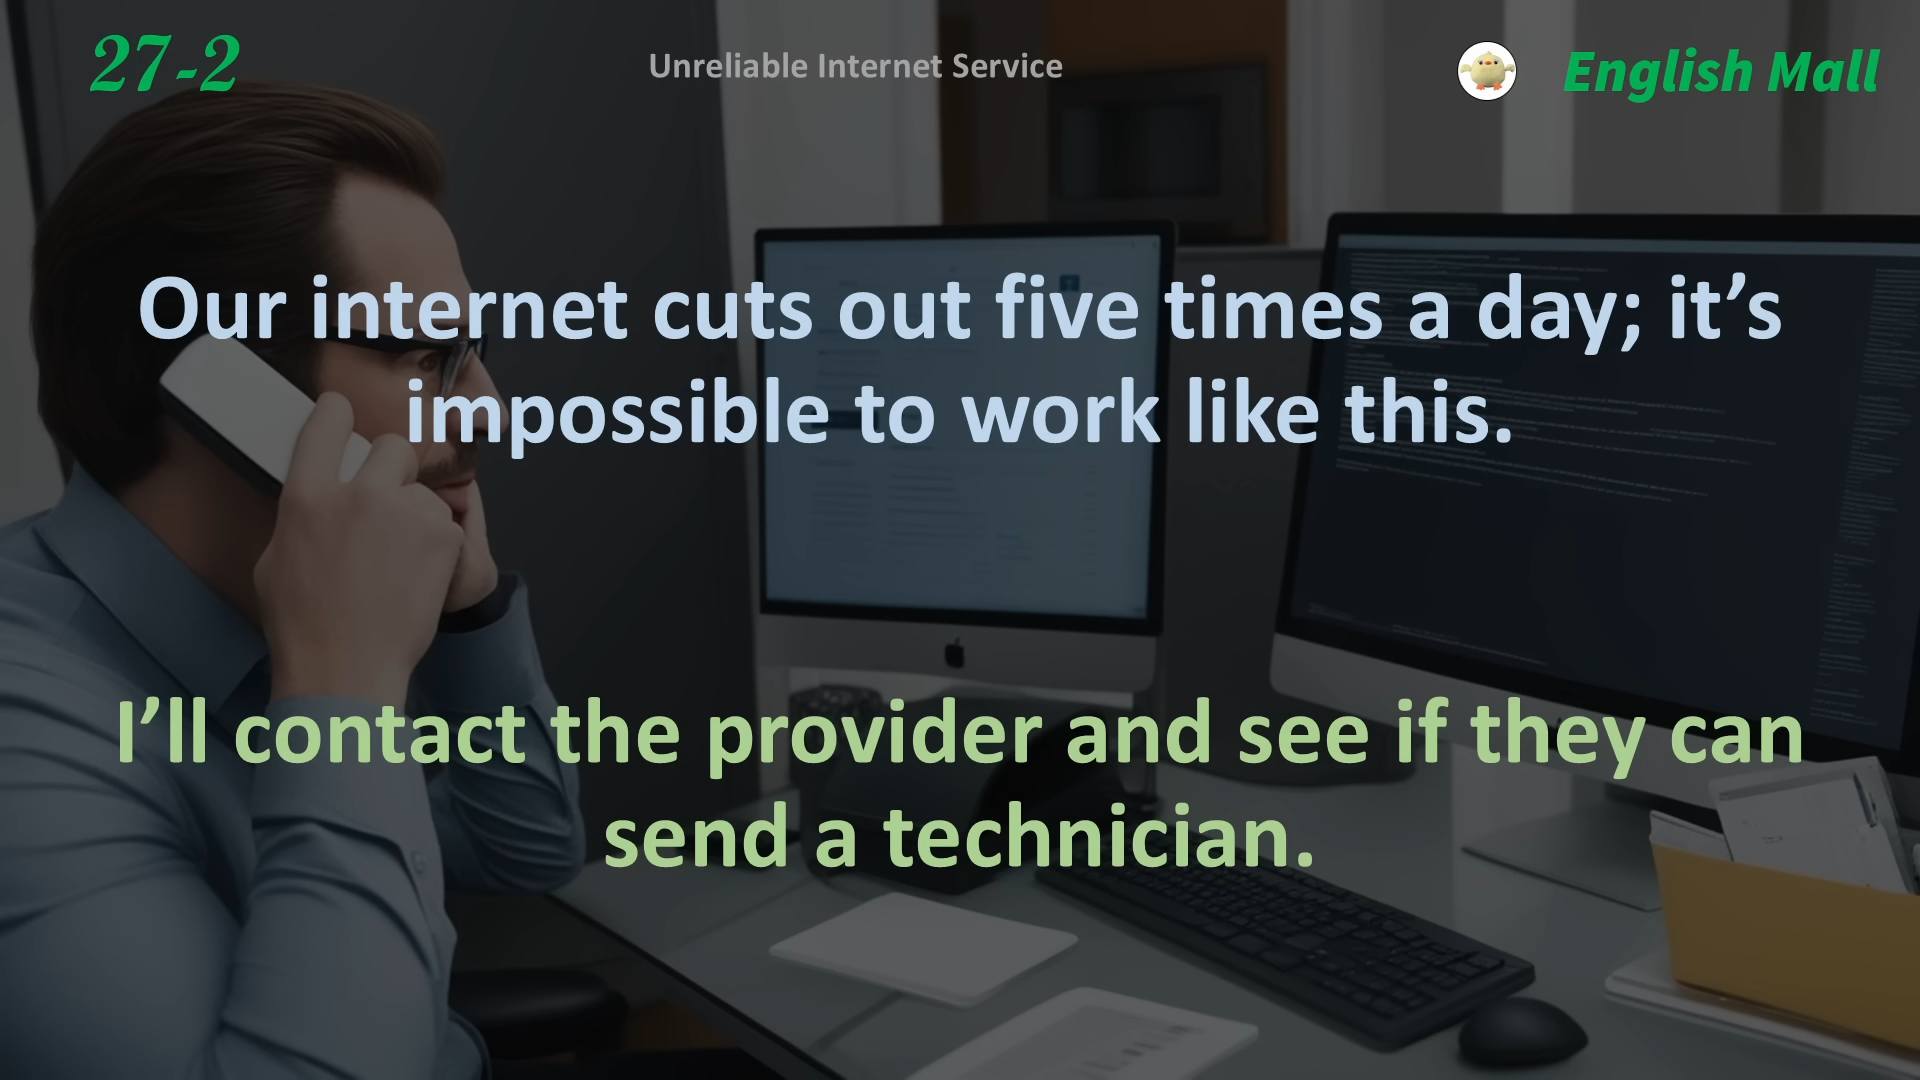 27-2
Unreliable Internet Service
English Mall
Our internet cuts out five times a day; it’s
impossible to work like this.
I’ll contact the provider and see if they can
send a technician.